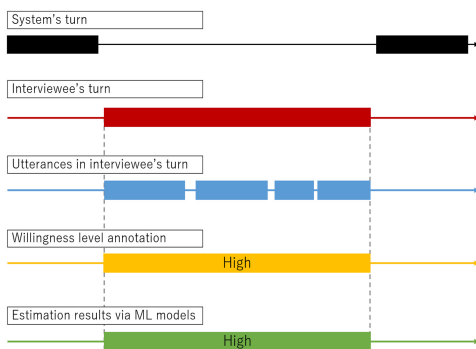 System's turn
Interviewee's turn
Utterances in interviewee's turn
Willingness level annotation
High
Estimation results via ML models
High